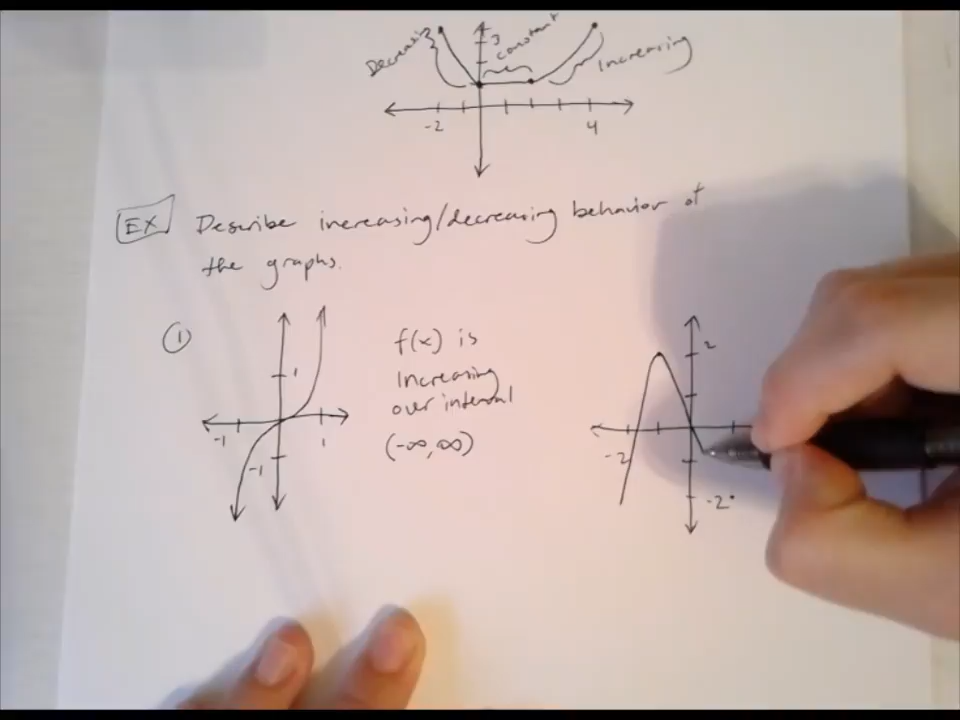 Decreasing
3
constant
Increasing
-2
4
EX
Describe increasing/decreasing behavior of
the graphs.
1
1
-1
1
-1
f(x) is
Increasing
over interval
(-∞,∞)
2
-2
-2